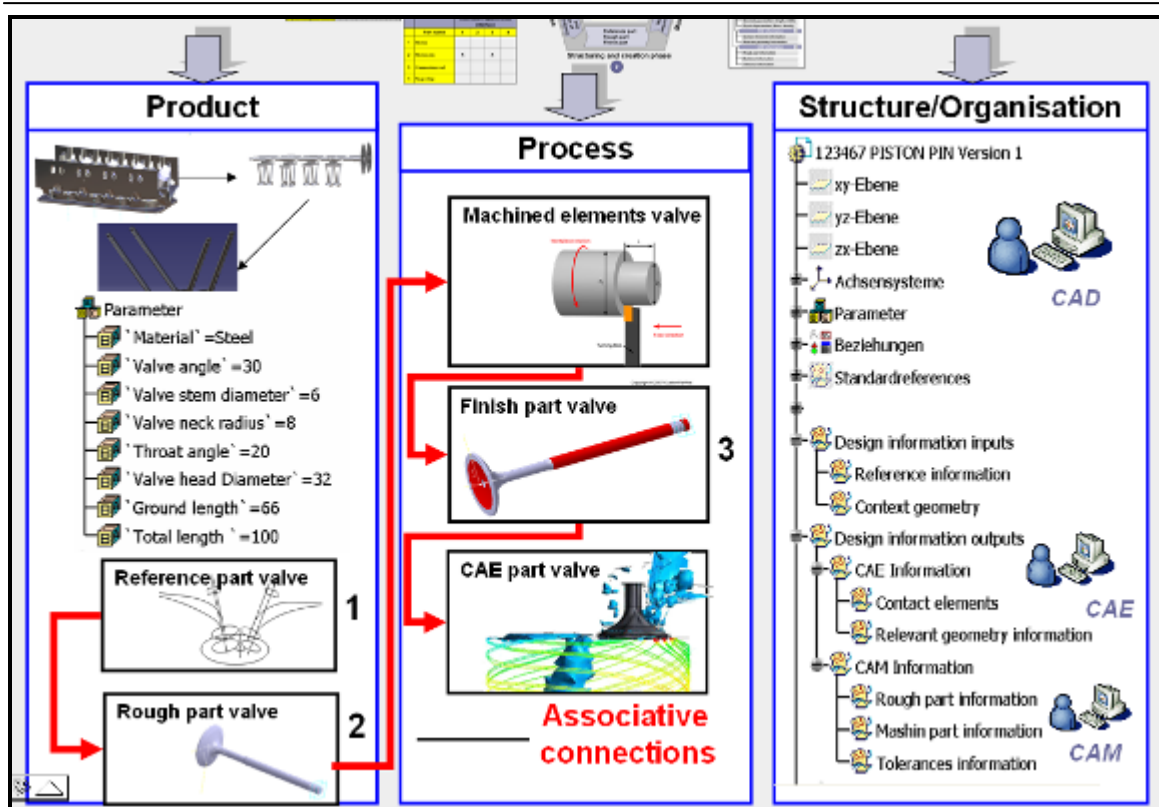 Structuring and creation phase
Product
Parameter
`Material` =Steel
`Valve angle` =30
`Valve stem diameter` =6
`Valve neck radius` =8
`Throat angle` =20
`Valve head Diameter` =32
`Ground length` =66
`Total length` =100
Reference part valve
1
Rough part valve
2
Process
Machined elements valve
Finish part valve
3
CAE part valve
Associative
connections
Structure/Organisation
123467 PISTON PIN Version 1
xy-Ebene
yz-Ebene
zx-Ebene
CAD
Achsensysteme
Parameter
Beziehungen
Standardreferences
Design information inputs
Reference information
Context geometry
Design information outputs
CAE Information
CAE
Contact elements
Relevant geometry information
CAM Information
Rough part information
Mashin part information
CAM
Tolerances information